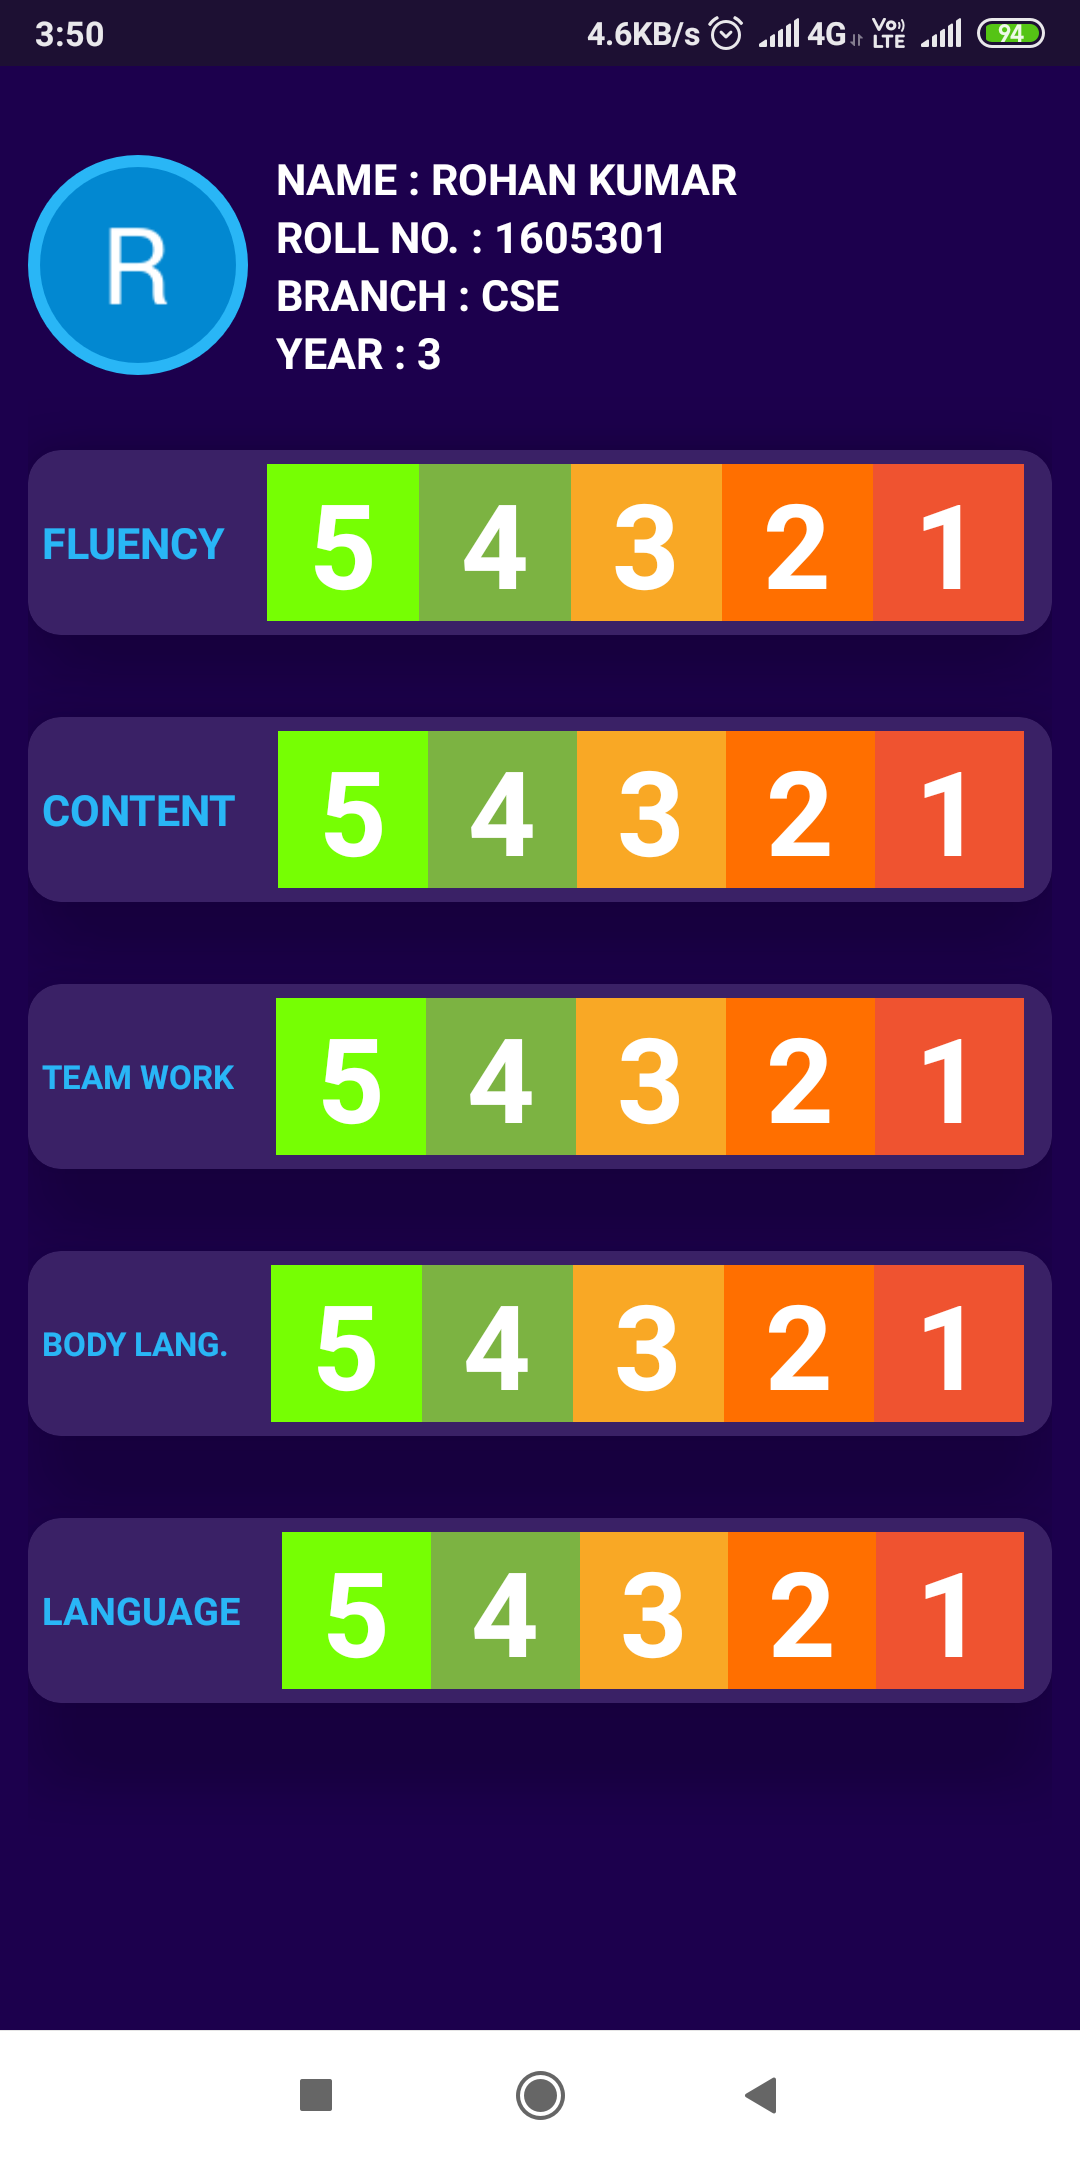 3:50 4.6KB/s 4G VoLTE 94
R
NAME : ROHAN KUMAR
ROLL NO. : 1605301
BRANCH : CSE
YEAR : 3
FLUENCY 5 4 3 2 1
CONTENT 5 4 3 2 1
TEAM WORK 5 4 3 2 1
BODY LANG. 5 4 3 2 1
LANGUAGE 5 4 3 2 1